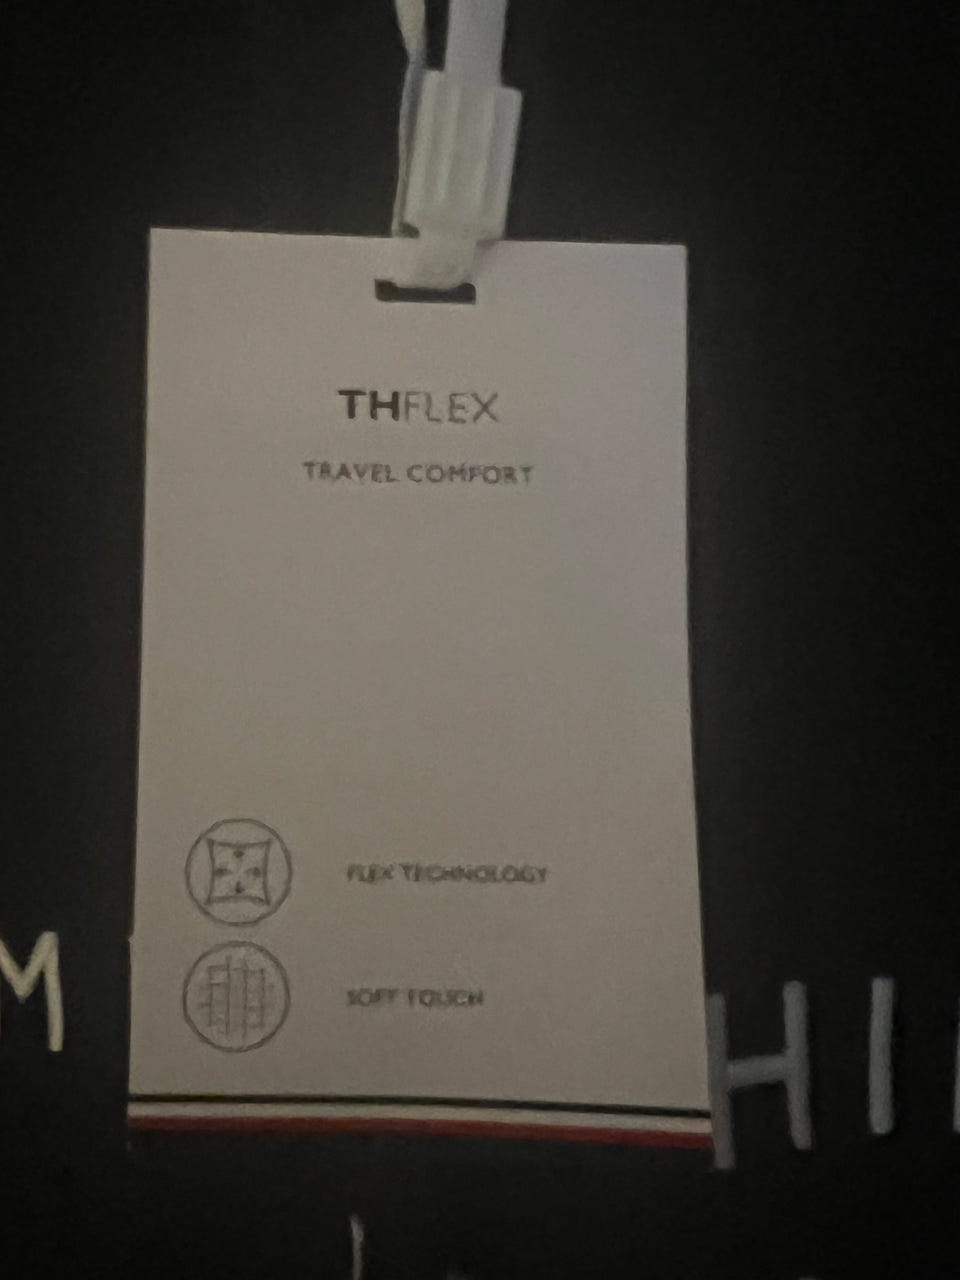 THFLEX
TRAVEL COMFORT
FLEX TECHNOLOGY
SOFT TOUCH
M
HI